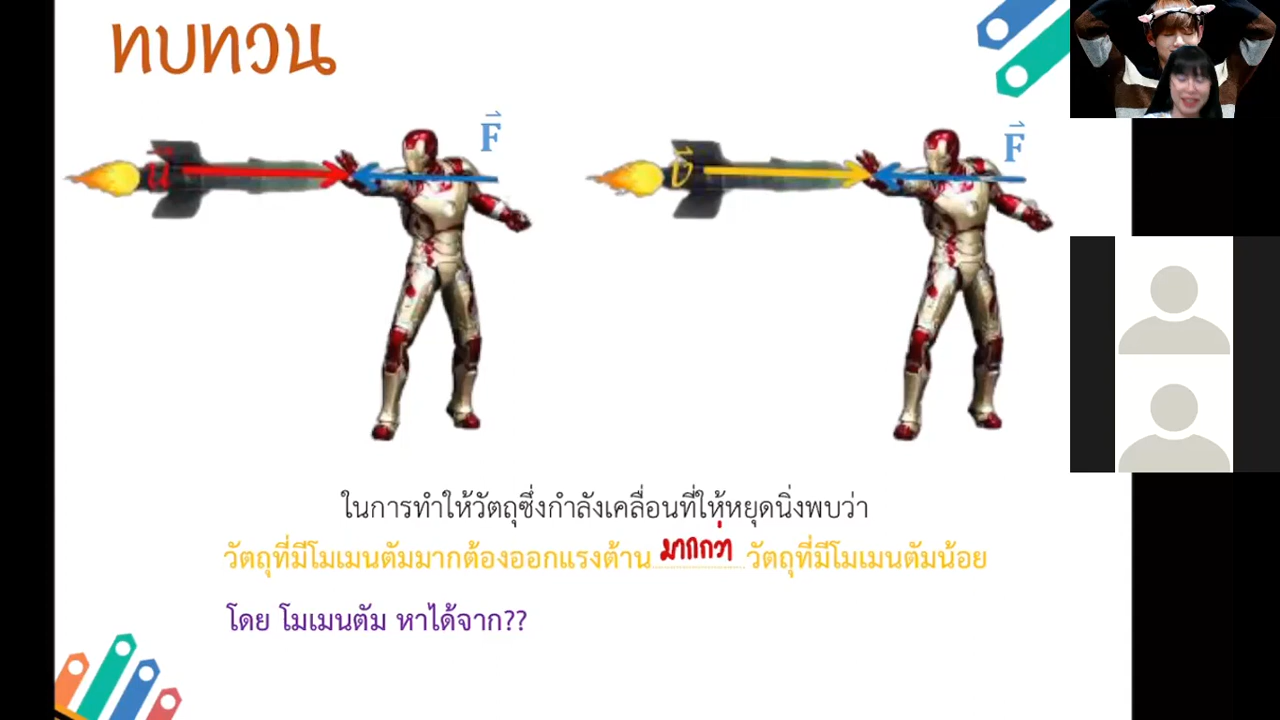 ทบทวน
u F
v F
ในการทำให้วัตถุซึ่งกำลังเคลื่อนที่ให้หยุดนิ่งพบว่า
วัตถุที่มีโมเมนตัมมากต้องออกแรงต้าน มากกว่า วัตถุที่มีโมเมนตัมน้อย
โดย โมเมนตัม หาได้จาก??